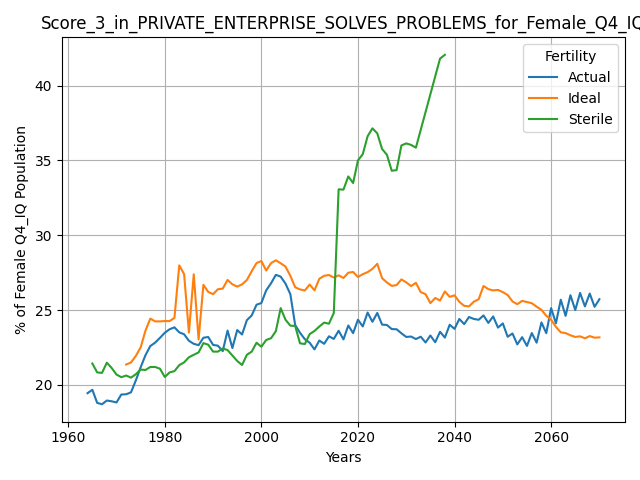 Score_3_in_PRIVATE_ENTERPRISE_SOLVES_PROBLEMS_for_Female_Q4_IQ
Fertility
Actual
Ideal
Sterile
% of Female Q4_IQ Population
40
35
30
25
20
1960 1980 2000 2020 2040 2060
Years